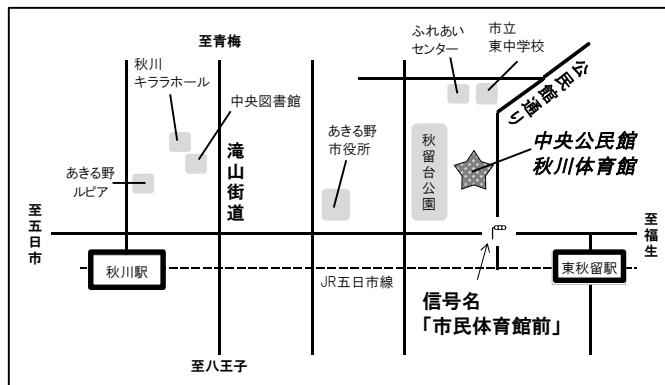 至青梅
ふれあい
センター
市立
東中学校
秋川
キララホール
中央図書館
公民館通り
滝山街道
あきる野
市役所
秋留台公園
中央公民館
秋川体育館
あきる野
ルピア
至五日市
至福生
秋川駅
JR五日市線
東秋留駅
信号名
「市民体育館前」
至八王子